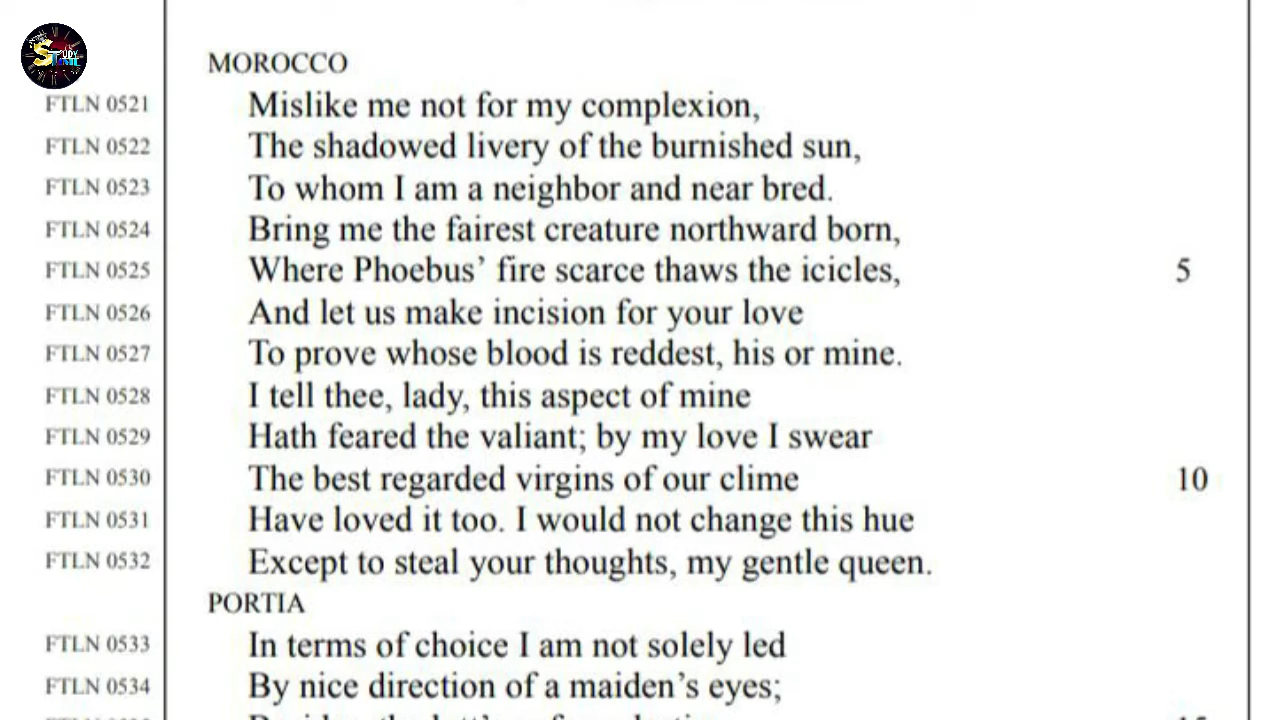 STUDY
MOROCCO
FTLN 0521 Mislike me not for my complexion,
FTLN 0522 The shadowed livery of the burnished sun,
FTLN 0523 To whom I am a neighbor and near bred.
FTLN 0524 Bring me the fairest creature northward born,
FTLN 0525 Where Phoebus’ fire scarce thaws the icicles, 5
FTLN 0526 And let us make incision for your love
FTLN 0527 To prove whose blood is reddest, his or mine.
FTLN 0528 I tell thee, lady, this aspect of mine
FTLN 0529 Hath feared the valiant; by my love I swear
FTLN 0530 The best regarded virgins of our clime 10
FTLN 0531 Have loved it too. I would not change this hue
FTLN 0532 Except to steal your thoughts, my gentle queen.
PORTIA
FTLN 0533 In terms of choice I am not solely led
FTLN 0534 By nice direction of a maiden’s eyes;